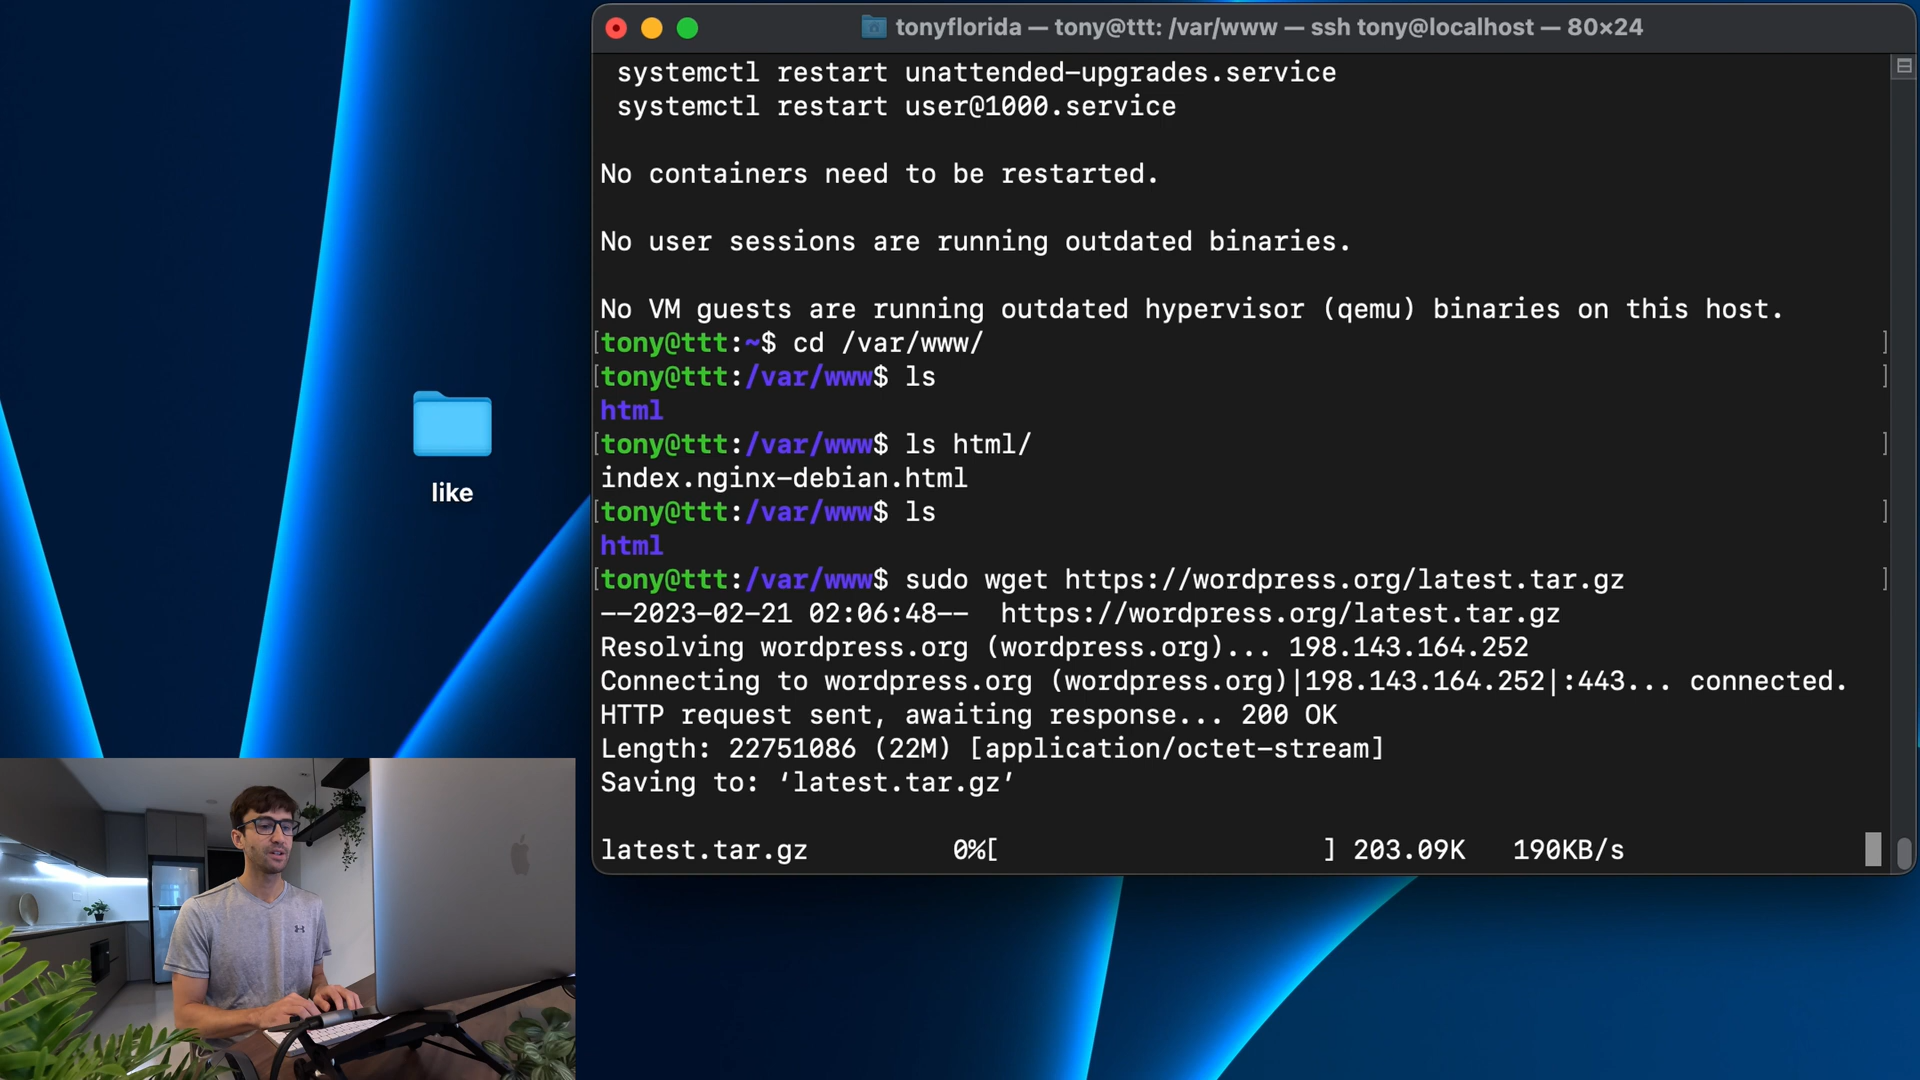 tonyflorida — tony@ttt: /var/www — ssh tony@localhost — 80×24
systemctl restart unattended-upgrades.service
systemctl restart user@1000.service
No containers need to be restarted.
No user sessions are running outdated binaries.
No VM guests are running outdated hypervisor (qemu) binaries on this host.
[tony@ttt:~$ cd /var/www/ ]
[tony@ttt:/var/www$ ls ]
html
[tony@ttt:/var/www$ ls html/ ]
index.nginx-debian.html
[tony@ttt:/var/www$ ls ]
html
[tony@ttt:/var/www$ sudo wget https://wordpress.org/latest.tar.gz ]
--2023-02-21 02:06:48--  https://wordpress.org/latest.tar.gz
Resolving wordpress.org (wordpress.org)... 198.143.164.252
Connecting to wordpress.org (wordpress.org)|198.143.164.252|:443... connected.
HTTP request sent, awaiting response... 200 OK
Length: 22751086 (22M) [application/octet-stream]
Saving to: ‘latest.tar.gz’
latest.tar.gz 0%[ ] 203.09K 190KB/s
like